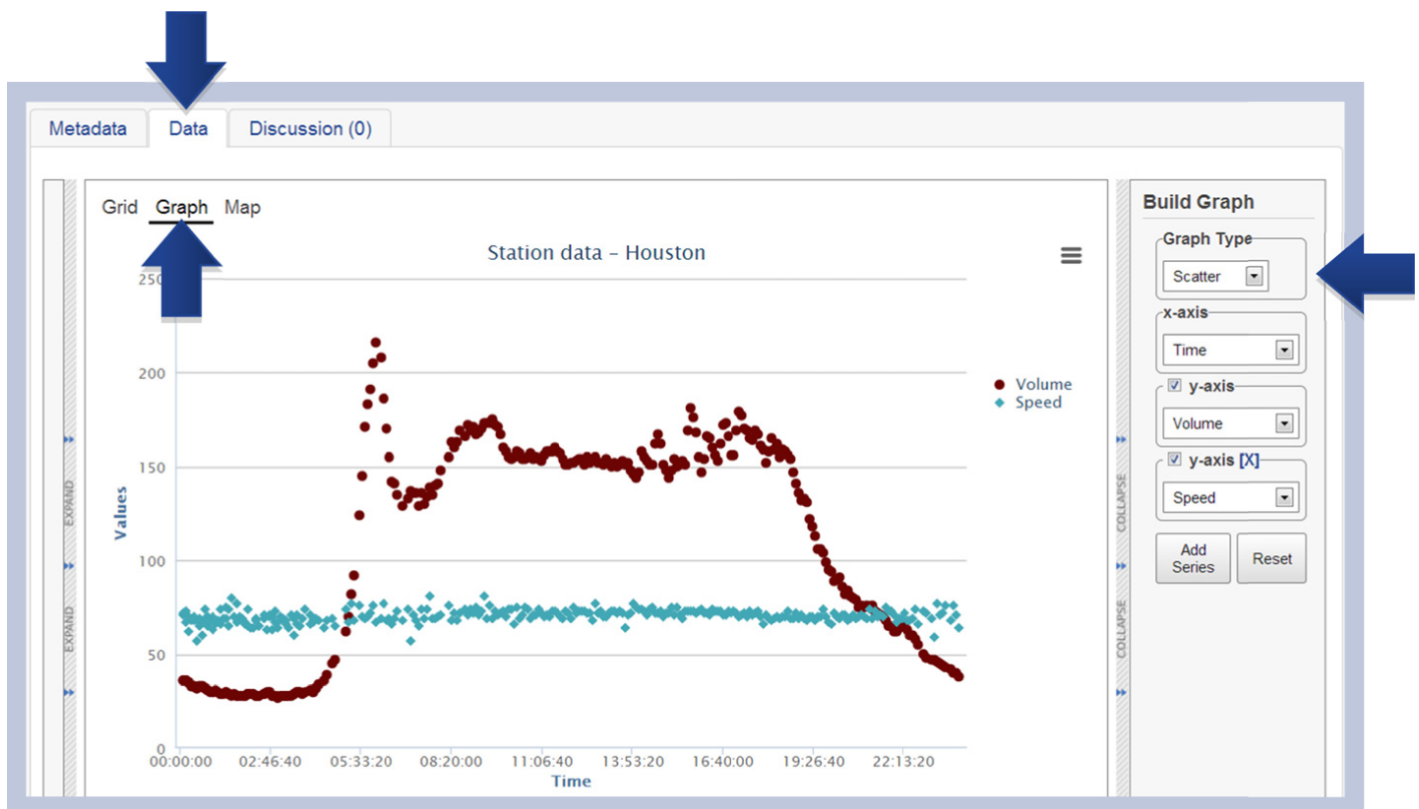 Metadata Data Discussion (0)
Grid Graph Map
Station data – Houston
Build Graph
Graph Type
Scatter
x-axis
Time
y-axis
Volume
y-axis [X]
Speed
Add
Series
Reset
EXPAND
EXPAND
COLLAPSE
COLLAPSE
Volume
Speed
Values
250
200
150
100
50
0
00:00:00 02:46:40 05:33:20 08:20:00 11:06:40 13:53:20 16:40:00 19:26:40 22:13:20
Time